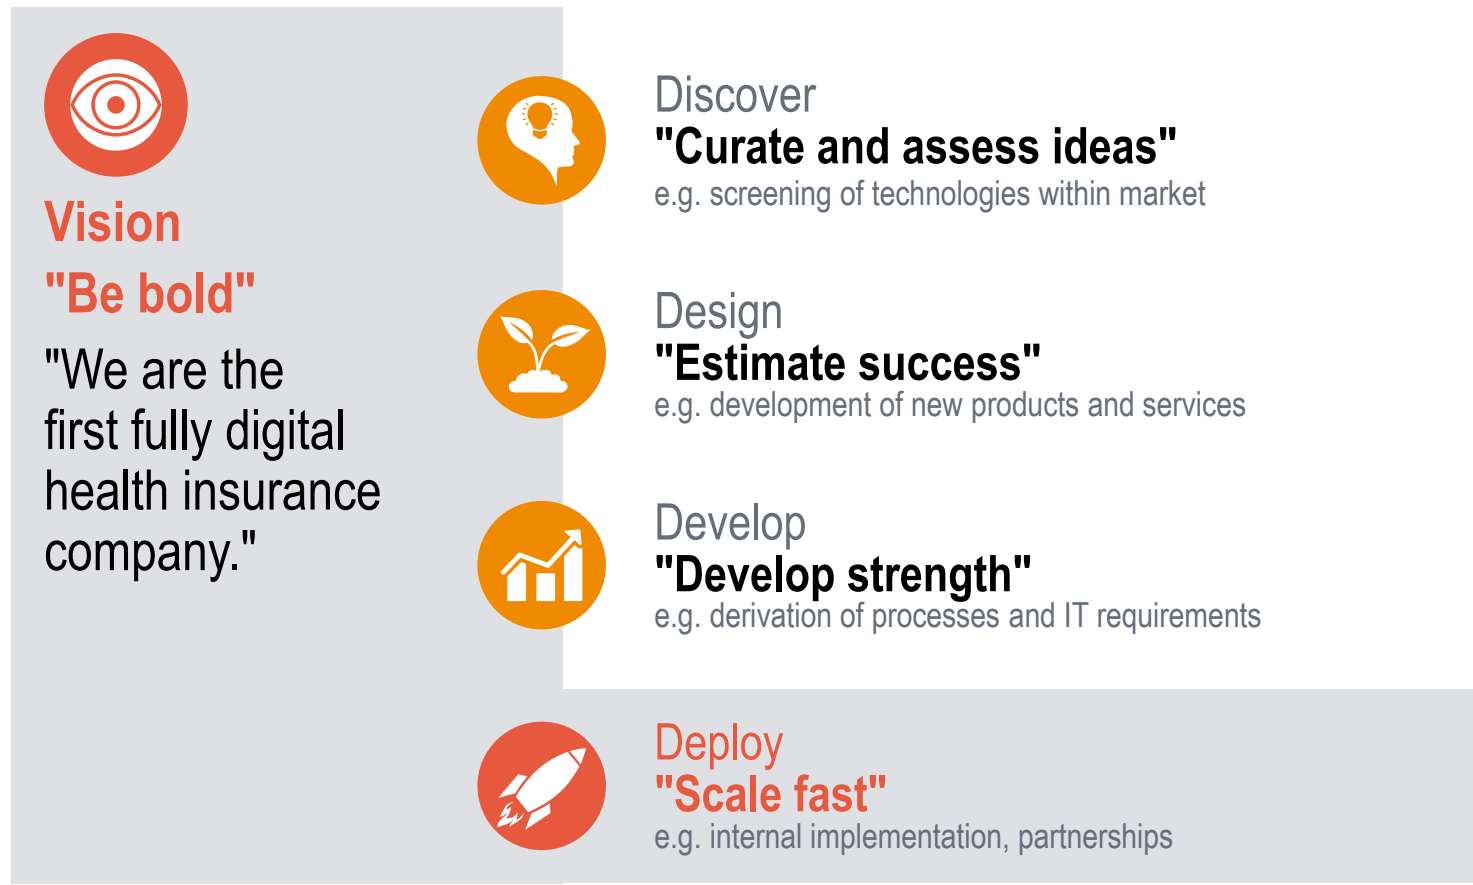 Vision
"Be bold"
"We are the
first fully digital
health insurance
company."
Discover
"Curate and assess ideas"
e.g. screening of technologies within market
Design
"Estimate success"
e.g. development of new products and services
Develop
"Develop strength"
e.g. derivation of processes and IT requirements
Deploy
"Scale fast"
e.g. internal implementation, partnerships